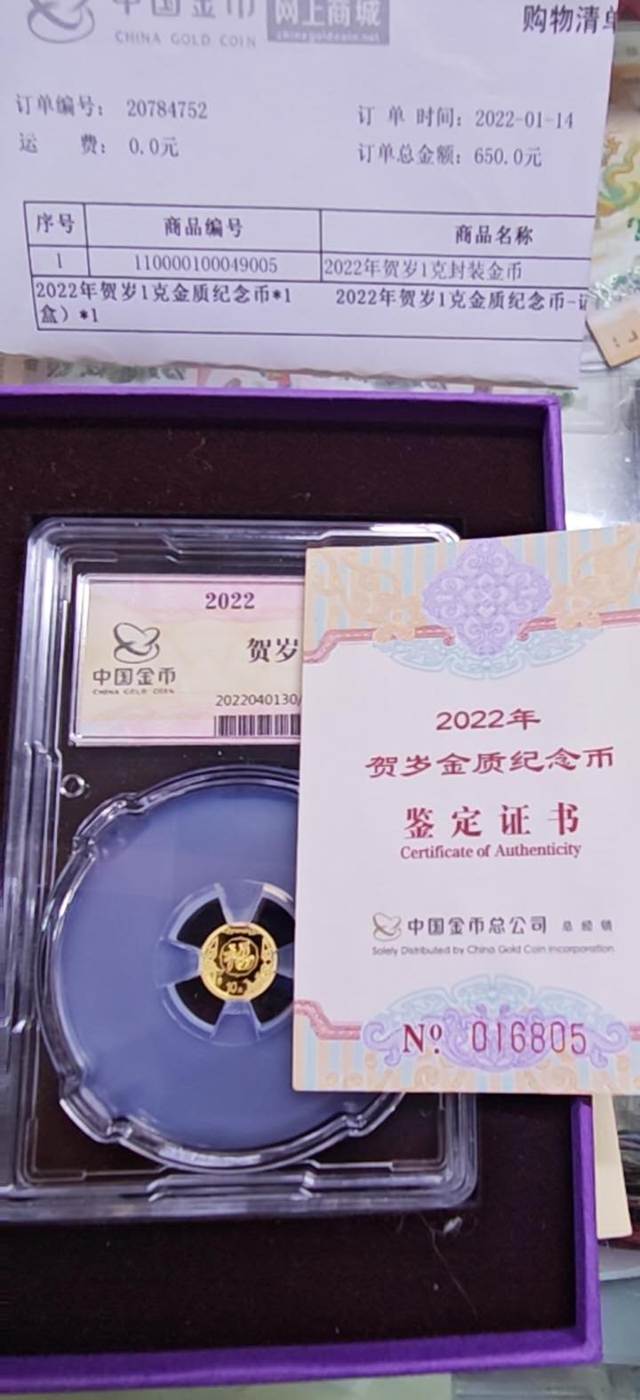 中国金币 网上商城
CHINA GOLD COIN chinagoldcoin.net
购物清单
订单编号： 20784752 订 单 时间：2022-01-14
运 费： 0.0元 订单总金额：650.0元
序号 商品编号 商品名称
1 110000100049005 2022年贺岁1克封装金币
2022年贺岁1克金质纪念币*1 2022年贺岁1克金质纪念币-
盒）*1
2022
贺岁
中国金币
CHINA GOLD COIN
2022040130/
福
10元
2022年
贺岁金质纪念币
鉴定证书
Certificate of Authenticity
中国金币总公司 总经销
Solely Distributed by China Gold Coin Incorporation
Nº 016805